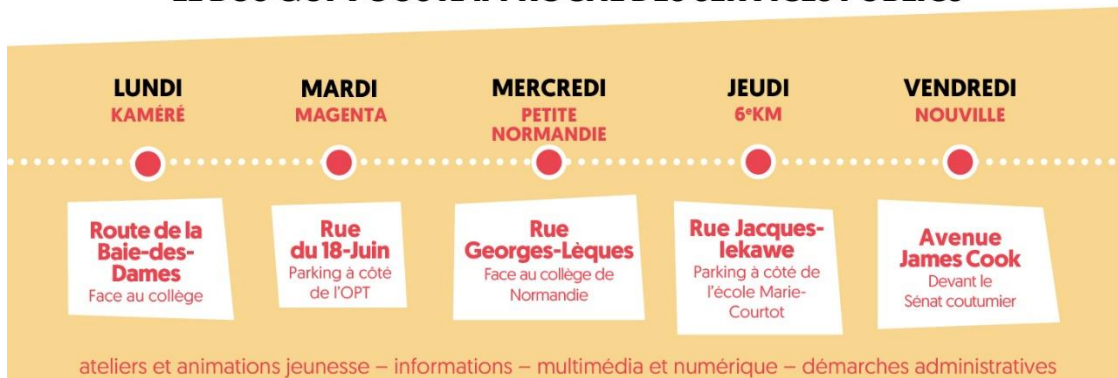 LUNDI
KAMÉRÉ
MARDI
MAGENTA
MERCREDI
PETITE
NORMANDIE
JEUDI
6eKM
VENDREDI
NOUVILLE
Route de la
Baie-des-
Dames
Face au collège
Rue
du 18-Juin
Parking à côté
de l'OPT
Rue
Georges-Lèques
Face au collège de
Normandie
Rue Jacques-
Iekawe
Parking à côté de
l'école Marie-
Courtot
Avenue
James Cook
Devant le
Sénat coutumier
ateliers et animations jeunesse – informations – multimédia et numérique – démarches administratives